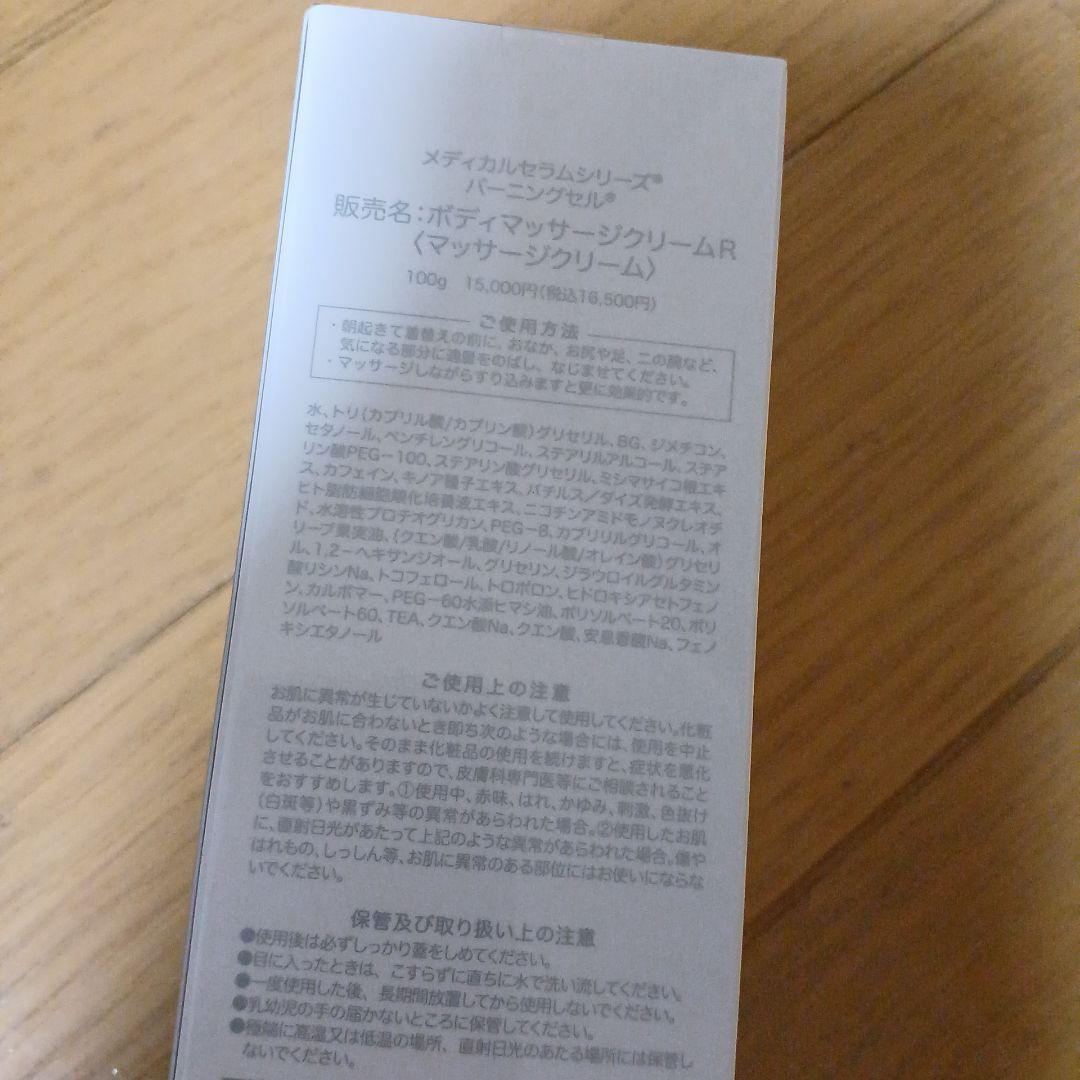 メディカルセラムシリーズ®
バーニングセル®
販売名:ボディマッサージクリームR
〈マッサージクリーム〉
100g 15,000円(税込16,500円)
ご使用方法
・朝起きて着替えの前に、おなか、お尻や足、二の腕など、
気になる部分に適量をのばし、なじませてください。
・マッサージしながらすり込みますと更に効果的です。
水、トリ(カプリル酸/カプリン酸)グリセリル、BG、ジメチコン、
セタノール、ペンチレングリコール、ステアリルアルコール、ステア
リン酸PEG-100、ステアリン酸グリセリル、ミシマサイコ根エキ
ス、カフェイン、キノア種子エキス、バチルス/ダイズ発酵エキス、
ヒト脂肪細胞順化培養液エキス、ニコチンアミドモノヌクレオチ
ド、水溶性プロテオグリカン、PEG-8、カプリリルグリコール、オ
リーブ果実油、(クエン酸/乳酸/リノール酸/オレイン酸)グリセリ
ル、1,2-ヘキサンジオール、グリセリン、ジラウロイルグルタミン
酸リシンNa、トコフェロール、トロポロン、ヒドロキシアセトフェノ
ン、カルボマー、PEG-60水添ヒマシ油、ポリソルベート20、ポリ
ソルベート60、TEA、クエン酸Na、クエン酸、安息香酸Na、フェノ
キシエタノール
ご使用上の注意
お肌に異常が生じていないかよく注意して使用してください。化粧
品がお肌に合わないとき即ち次のような場合には、使用を中止
してください。そのまま化粧品の使用を続けますと、症状を悪化
させることがありますので、皮膚科専門医等にご相談されること
をおすすめします。①使用中、赤味、はれ、かゆみ、刺激、色抜け
(白斑等)や黒ずみ等の異常があらわれた場合。②使用したお肌
に、直射日光があたって上記のような異常があらわれた場合。傷や
はれもの、しっしん等、お肌に異常のある部位にはお使いにならな
いでください。
保管及び取り扱い上の注意
●使用後は必ずしっかり蓋をしめてください。
●目に入ったときは、こすらずに直ちに水で洗い流してください。
●一度使用した後、長期間放置してから使用しないでください。
●乳幼児の手の届かないところに保管してください。
●極端に高温又は低温の場所、直射日光のあたる場所には保管し
ないでください。